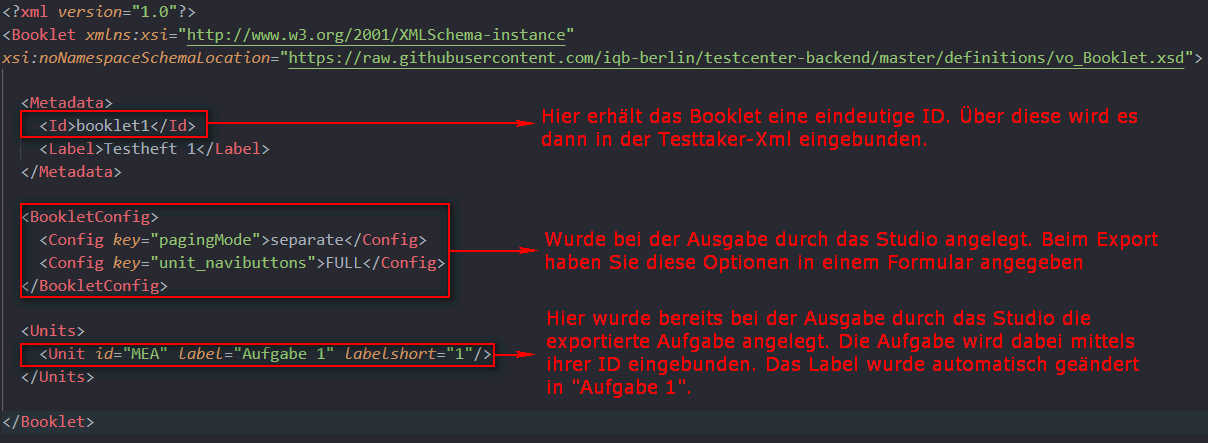 <?xml version="1.0"?>
<Booklet xmlns:xsi="http://www.w3.org/2001/XMLSchema-instance"
xsi:noNamespaceSchemaLocation="https://raw.githubusercontent.com/iqb-berlin/testcenter-backend/master/definitions/vo_Booklet.xsd">
<Metadata>
<Id>booklet1</Id>
<Label>Testheft 1</Label>
</Metadata>
Hier erhält das Booklet eine eindeutige ID. Über diese wird es
dann in der Testtaker-Xml eingebunden.
<BookletConfig>
<Config key="pagingMode">separate</Config>
<Config key="unit_navibuttons">FULL</Config>
</BookletConfig>
Wurde bei der Ausgabe durch das Studio angelegt. Beim Export
haben Sie diese Optionen in einem Formular angegeben
<Units>
<Unit id="MEA" label="Aufgabe 1" labelshort="1"/>
</Units>
Hier wurde bereits bei der Ausgabe durch das Studio die
exportierte Aufgabe angelegt. Die Aufgabe wird dabei mittels
ihrer ID eingebunden. Das Label wurde automatisch geändert
in "Aufgabe 1".
</Booklet>